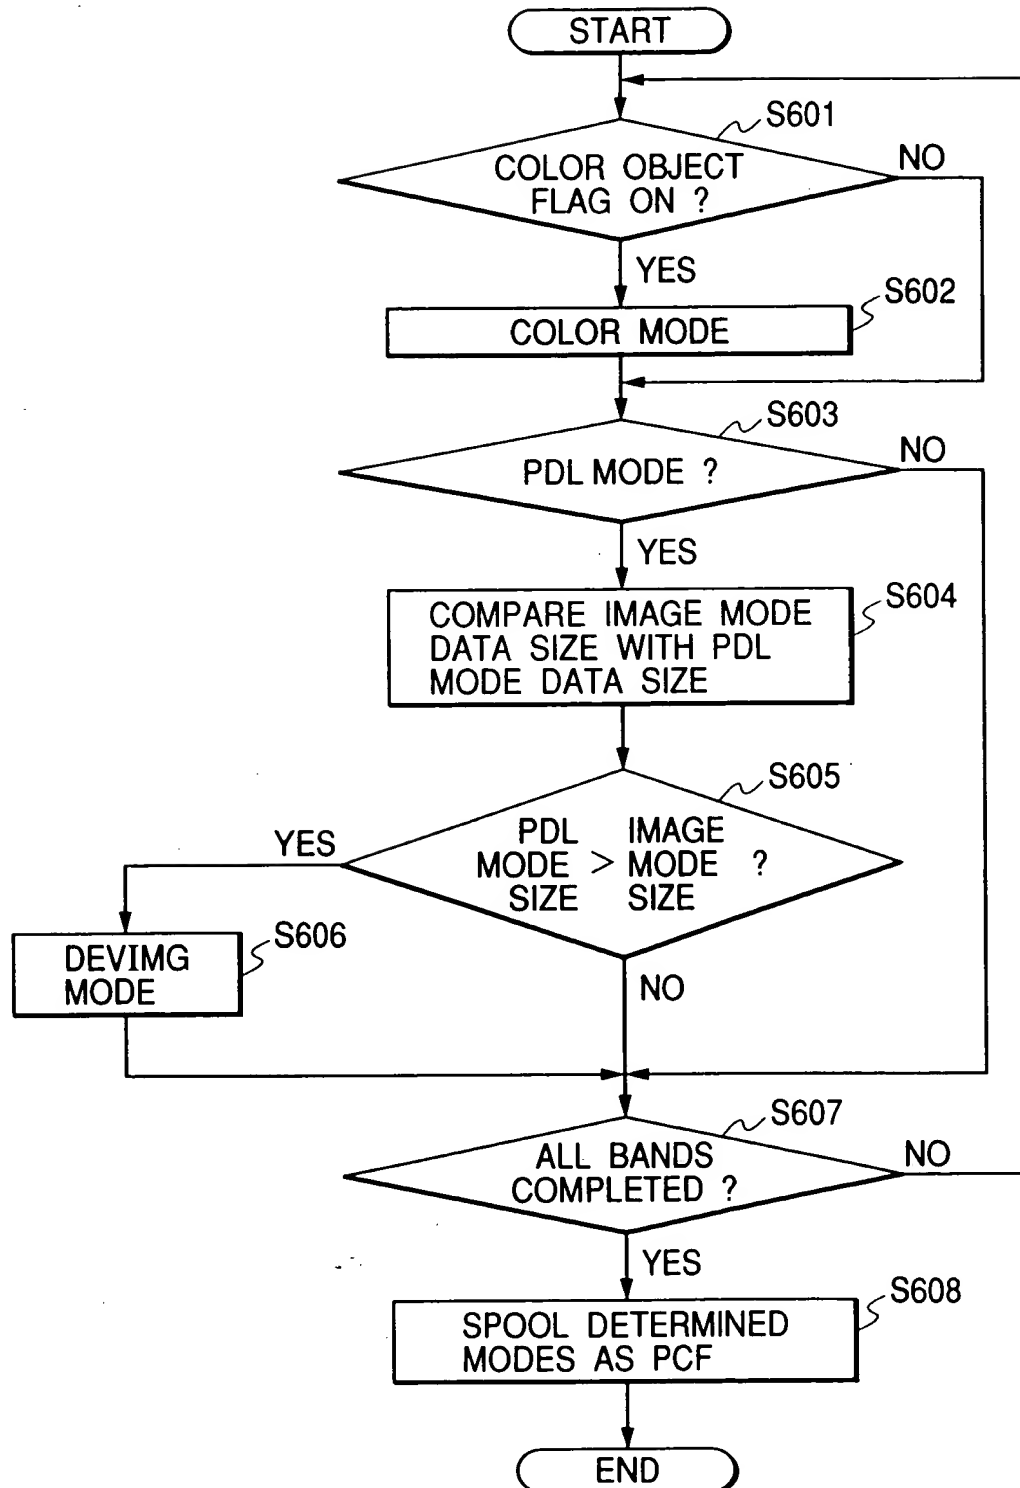 START
S601
COLOR OBJECT
FLAG ON ?
NO
YES
S602
COLOR MODE
S603
PDL MODE ?
NO
YES
S604
COMPARE IMAGE MODE
DATA SIZE WITH PDL
MODE DATA SIZE
S605
YES
PDL IMAGE
MODE > MODE ?
SIZE SIZE
S606
DEVIMG
MODE
NO
S607
ALL BANDS
COMPLETED ?
NO
YES
S608
SPOOL DETERMINED
MODES AS PCF
END